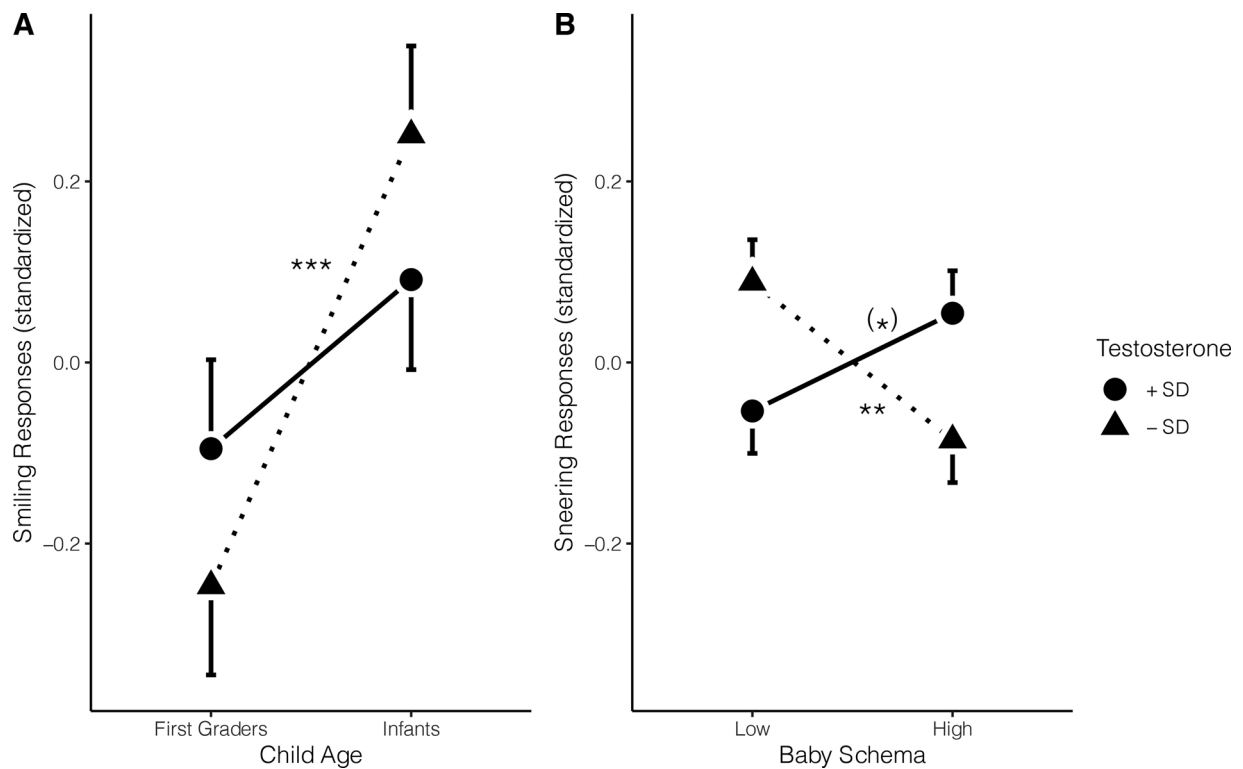 A
Smiling Responses (standardized)
0.2
0.0
−0.2
***
First Graders
Infants
Child Age
B
Sneering Responses (standardized)
0.2
0.0
−0.2
(*)
**
Low
High
Baby Schema
Testosterone
+ SD
− SD